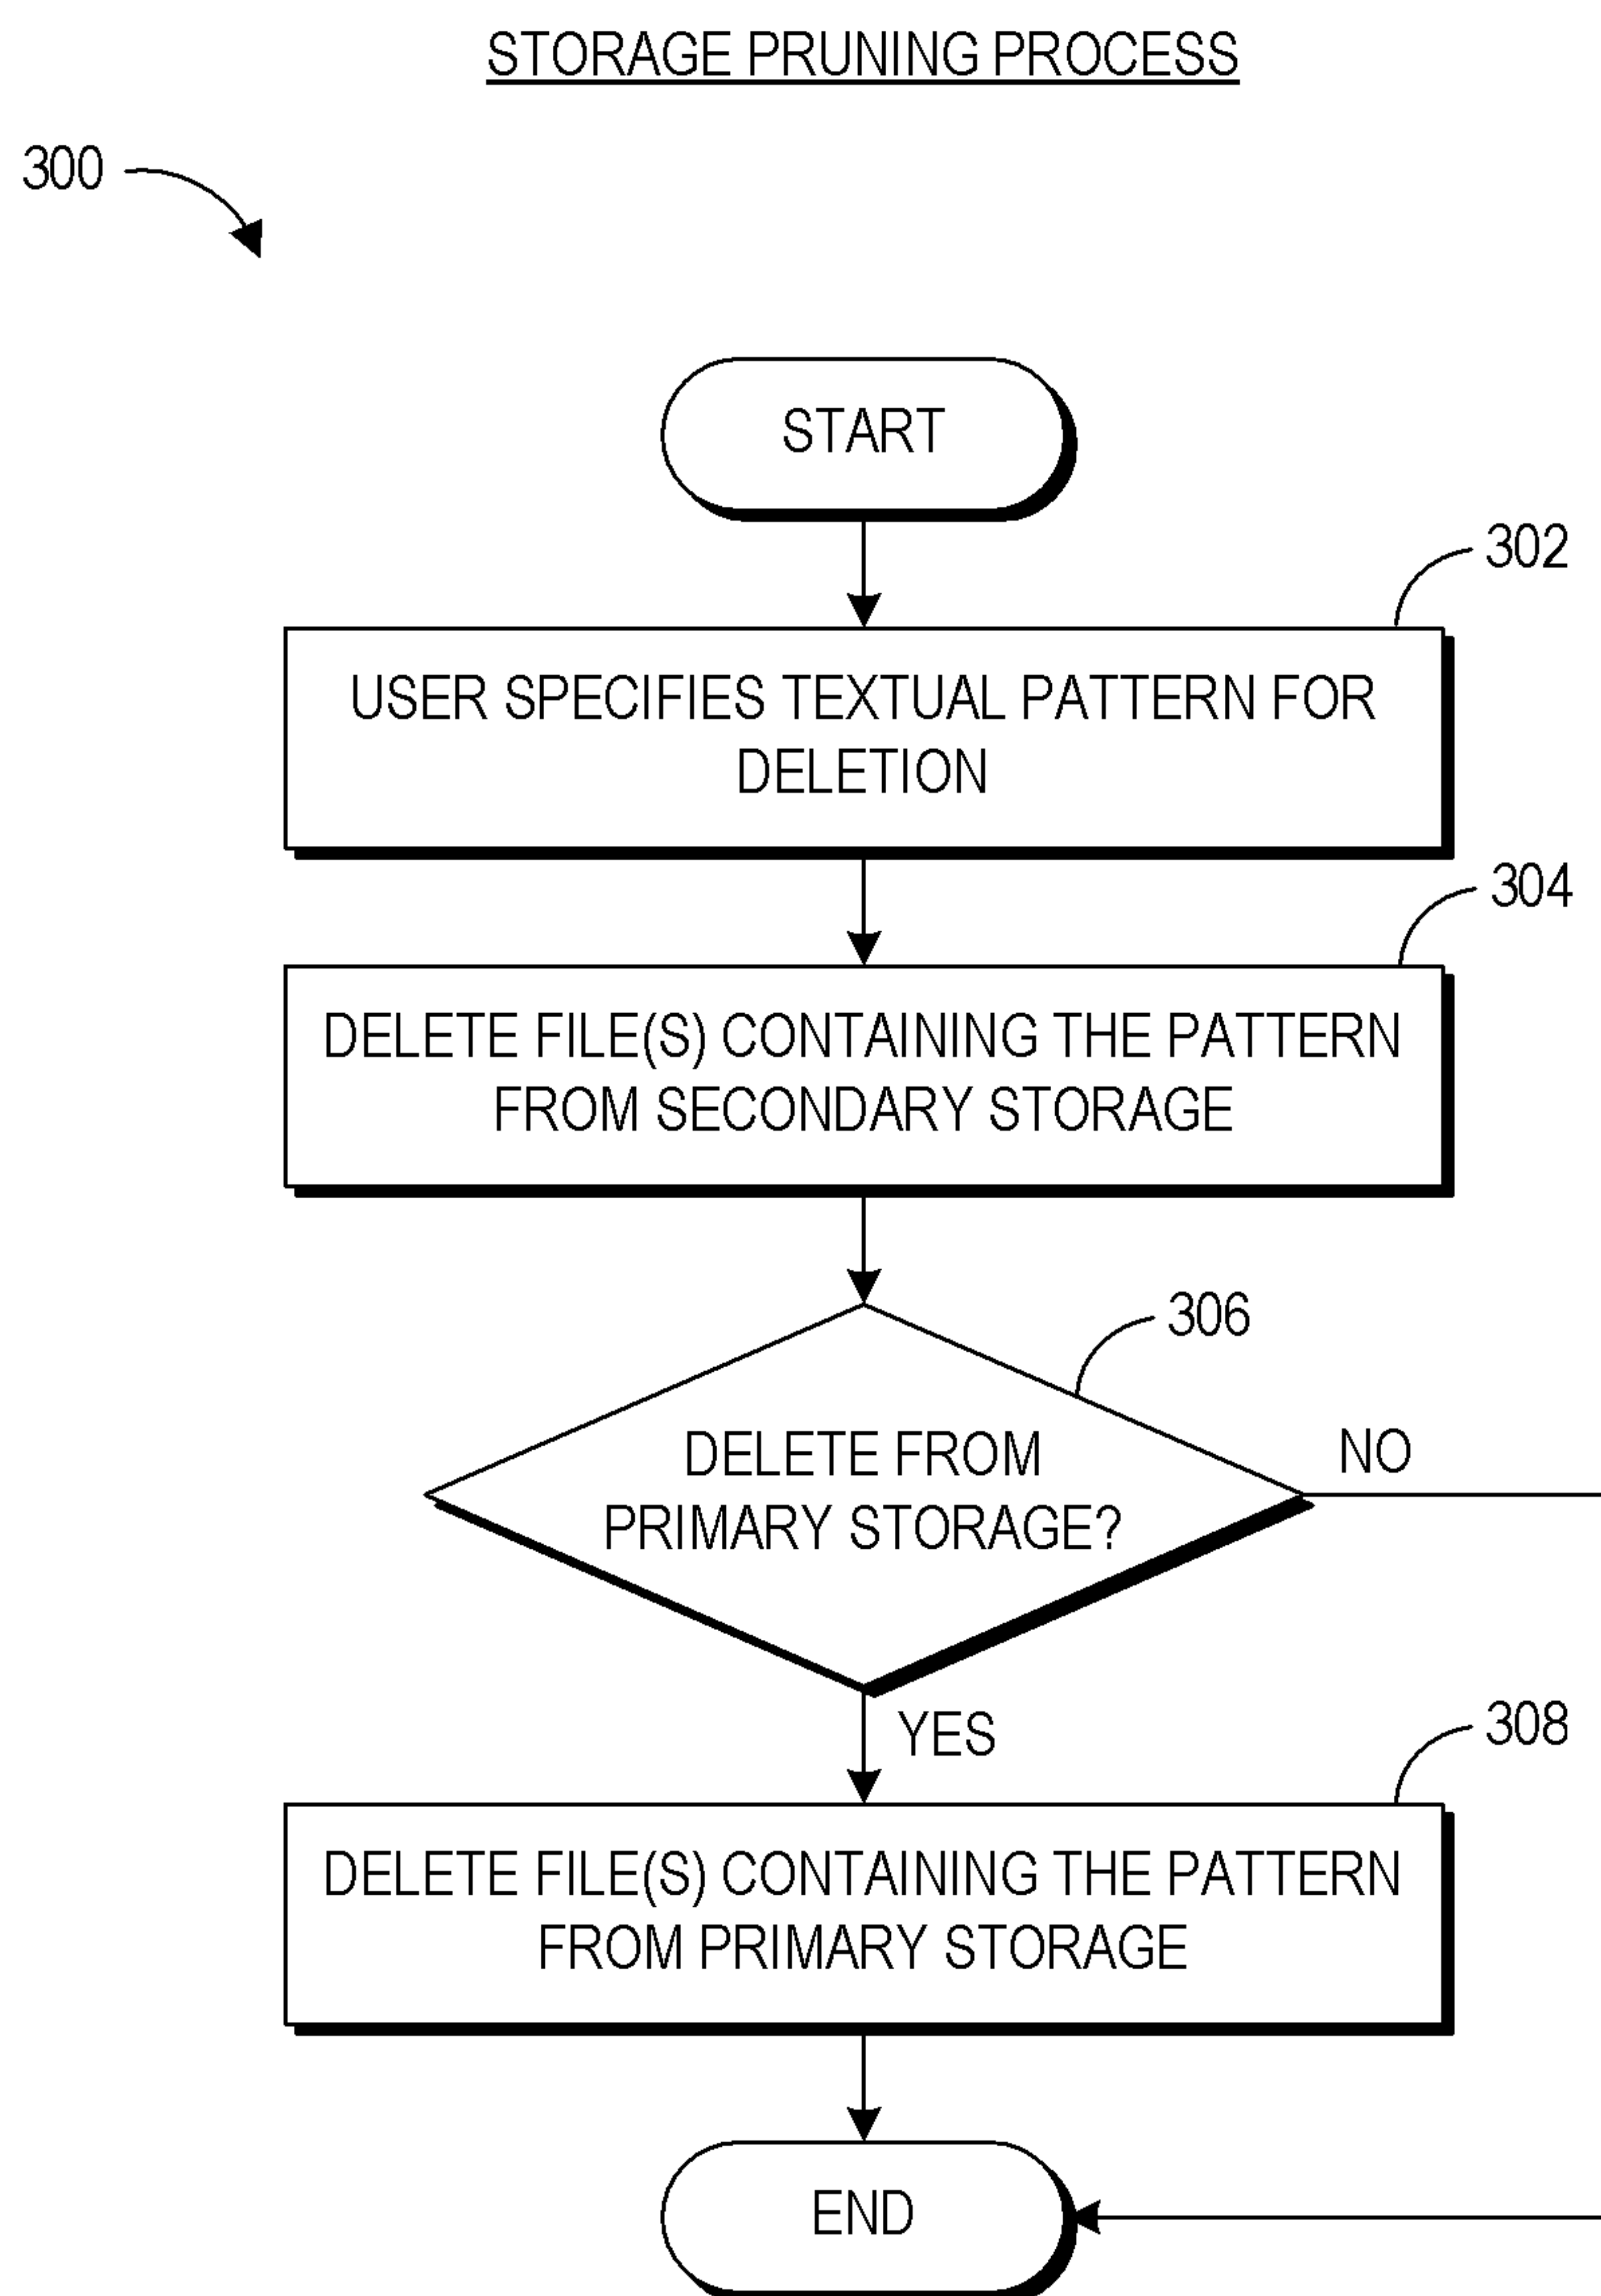 STORAGE PRUNING PROCESS
300
START
302
USER SPECIFIES TEXTUAL PATTERN FOR
DELETION
304
DELETE FILE(S) CONTAINING THE PATTERN
FROM SECONDARY STORAGE
306
DELETE FROM
PRIMARY STORAGE?
NO
YES
308
DELETE FILE(S) CONTAINING THE PATTERN
FROM PRIMARY STORAGE
END